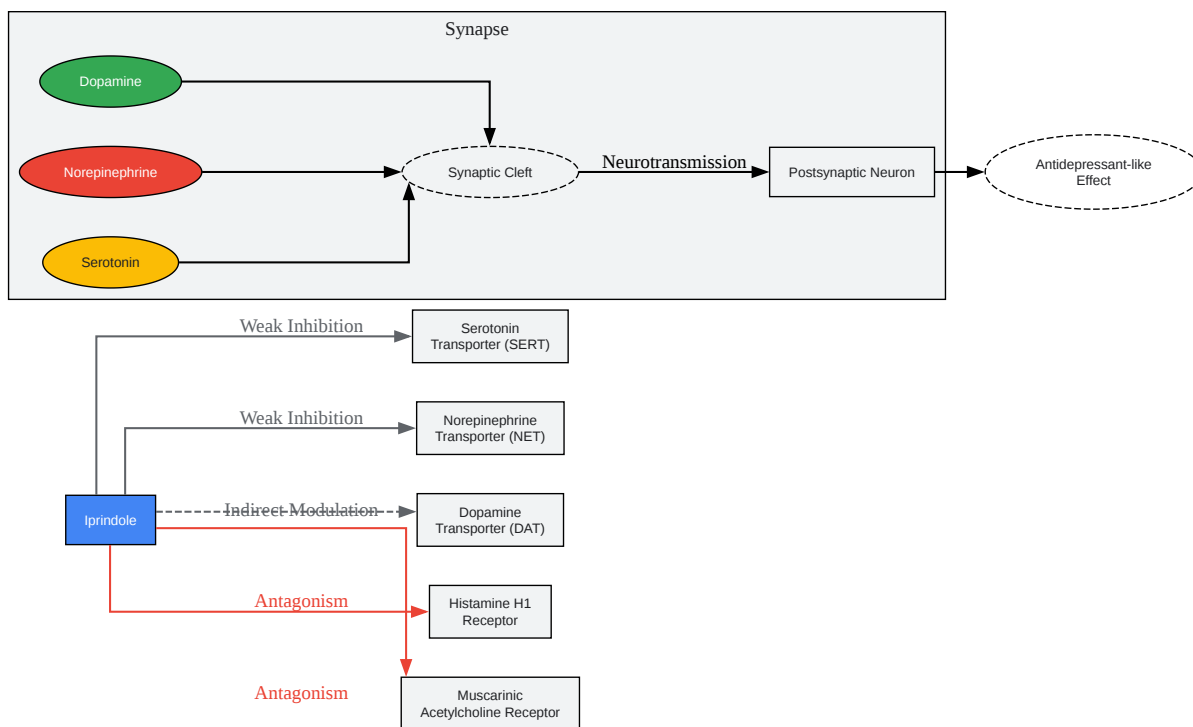 Synapse
Dopamine
Norepinephrine
Synaptic Cleft
Neurotransmission
Postsynaptic Neuron
Antidepressant-like
Effect
Serotonin
Weak Inhibition
Serotonin
Transporter (SERT)
Weak Inhibition
Norepinephrine
Transporter (NET)
Iprindole
Indirect Modulation
Dopamine
Transporter (DAT)
Antagonism
Histamine H1
Receptor
Antagonism
Muscarinic
Acetylcholine Receptor